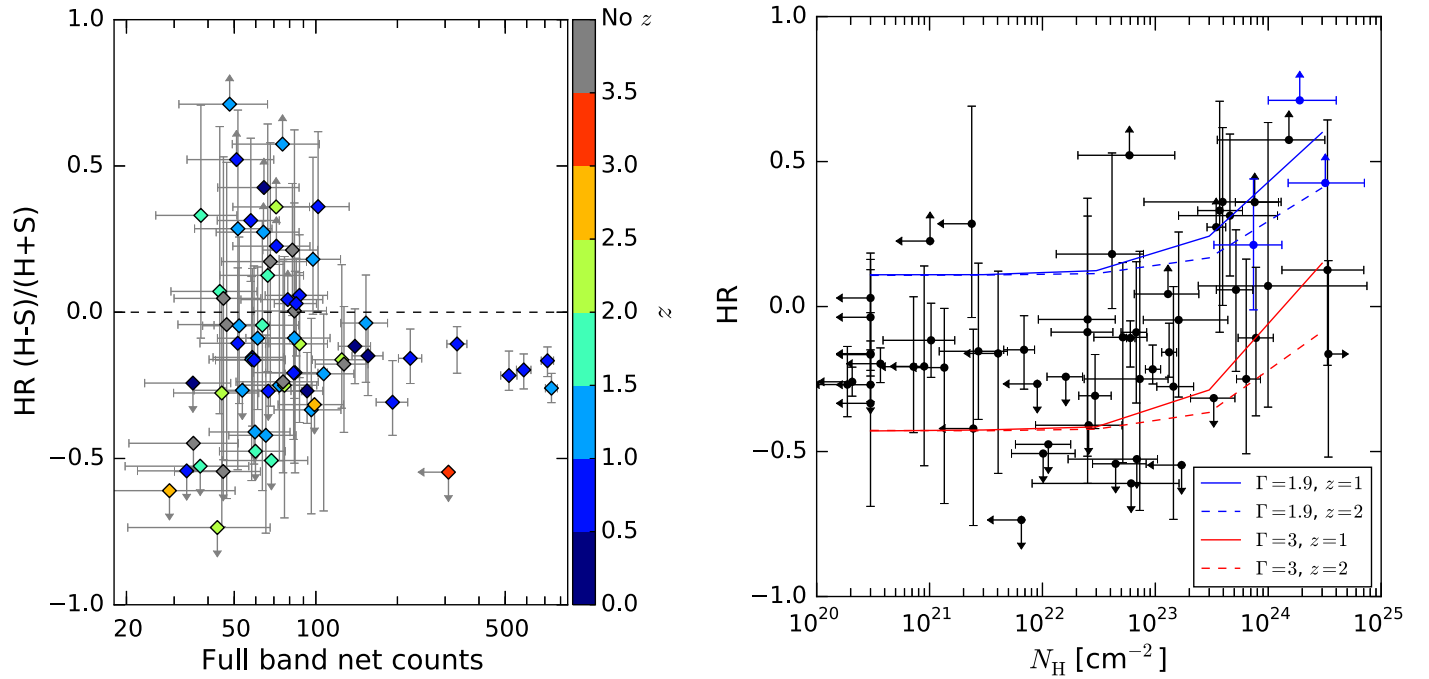 1.0
0.5
0.0
−0.5
−1.0
HR (H-S)/(H+S)
20
50
100
500
Full band net counts
No z
3.5
3.0
2.5
2.0
1.5
1.0
0.5
0.0
z
1.0
0.5
0.0
−0.5
−1.0
HR
10^20
10^21
10^22
10^23
10^24
10^25
N_H [cm^−2]
Γ=1.9, z=1
Γ=1.9, z=2
Γ=3, z=1
Γ=3, z=2